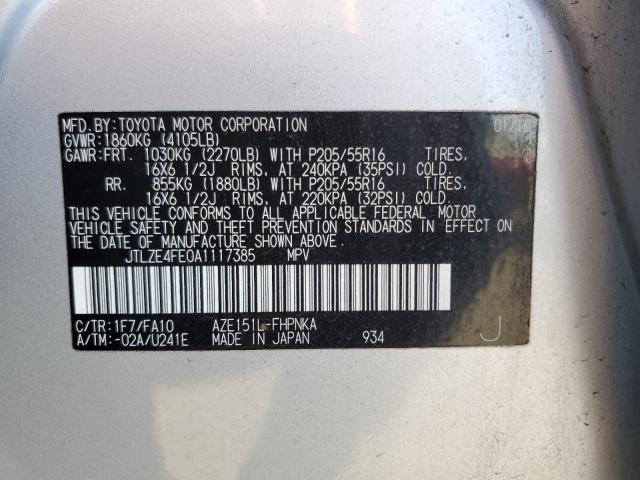 MFD.BY:TOYOTA MOTOR CORPORATION 01/10
GVWR:1860KG (4105LB)
GAWR:FRT. 1030KG (2270LB) WITH P205/55R16 TIRES,
16X6 1/2J RIMS, AT 240KPA (35PSI) COLD.
RR. 855KG (1880LB) WITH P205/55R16 TIRES,
16X6 1/2J RIMS, AT 220KPA (32PSI) COLD.
THIS VEHICLE CONFORMS TO ALL APPLICABLE FEDERAL MOTOR
VEHICLE SAFETY AND THEFT PREVENTION STANDARDS IN EFFECT ON
THE DATE OF MANUFACTURE SHOWN ABOVE.
JTLZE4FE0A1117385 MPV
C/TR:1F7/FA10 AZE151L-FHPNKA
A/TM:-02A/U241E MADE IN JAPAN 934 J